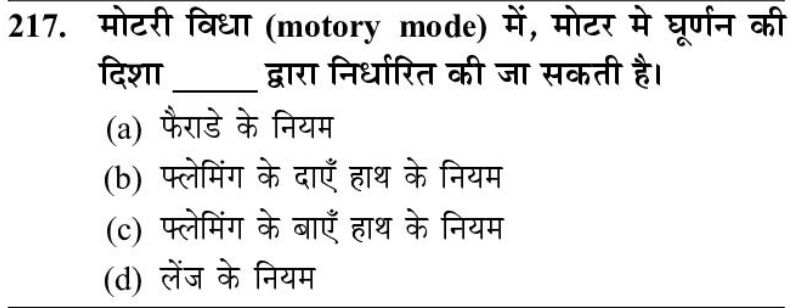 217. मोटरी विधा (motory mode) में, मोटर मे घूर्णन की
दिशा _____ द्वारा निर्धारित की जा सकती है।
(a) फैराडे के नियम
(b) फ्लेमिंग के दाएँ हाथ के नियम
(c) फ्लेमिंग के बाएँ हाथ के नियम
(d) लेंज के नियम